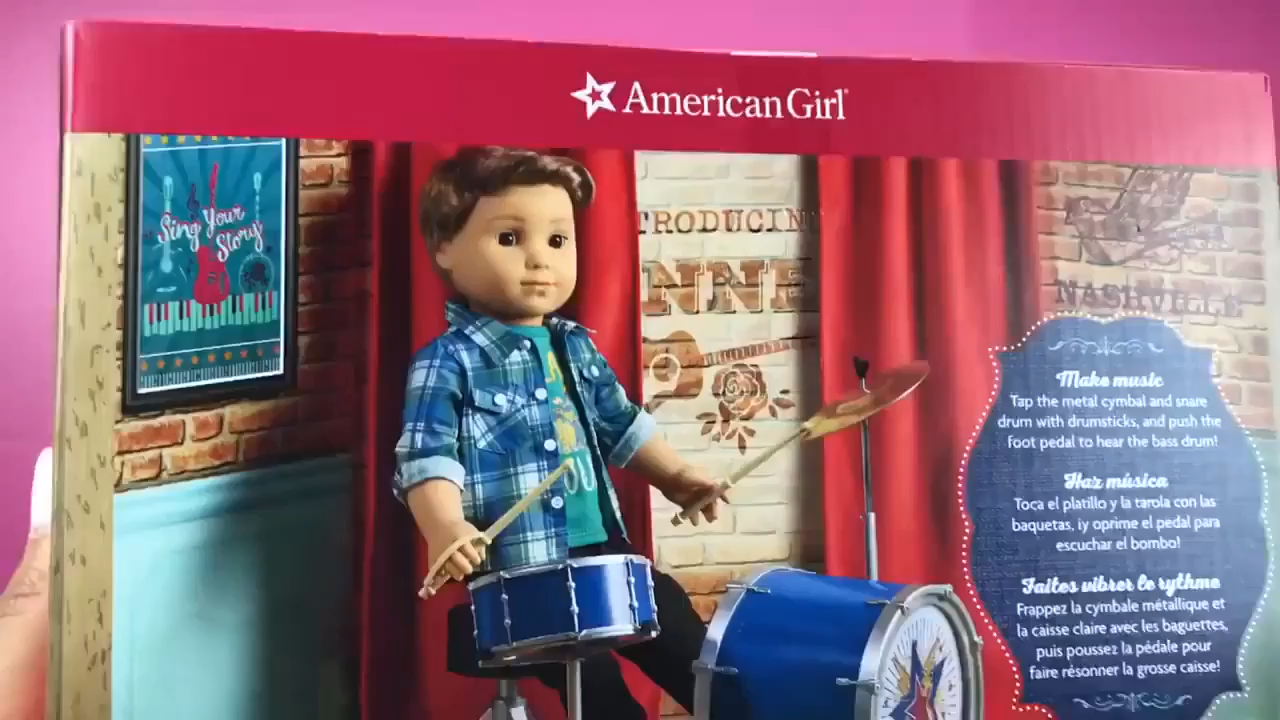 American Girl
Sing Your
Story
NASHVILLE
Make music
Tap the metal cymbal and snare
drum with drumsticks, and push the
foot pedal to hear the bass drum!
Haz música
Toca el platillo y la tarola con las
baquetas, ¡y oprime el pedal para
escuchar el bombo!
Faites vibrer le rythme
Frappez la cymbale métallique et
la caisse claire avec les baguettes,
puis poussez la pédale pour
faire résonner la grosse caisse!